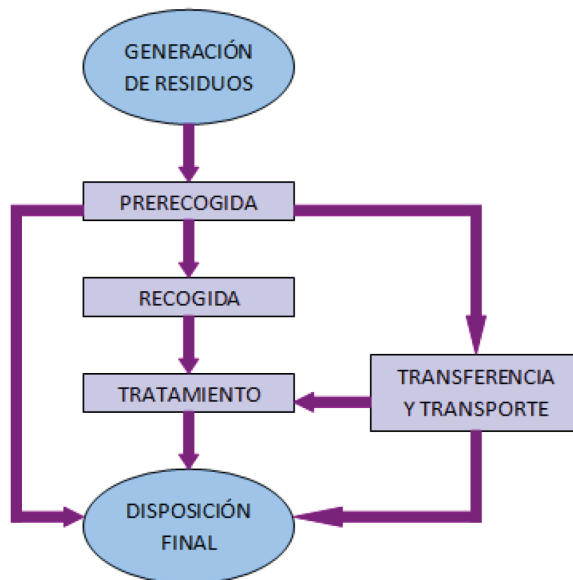 GENERACIÓN
DE RESIDUOS
PRERECOGIDA
RECOGIDA
TRATAMIENTO
TRANSFERENCIA
Y TRANSPORTE
DISPOSICIÓN
FINAL